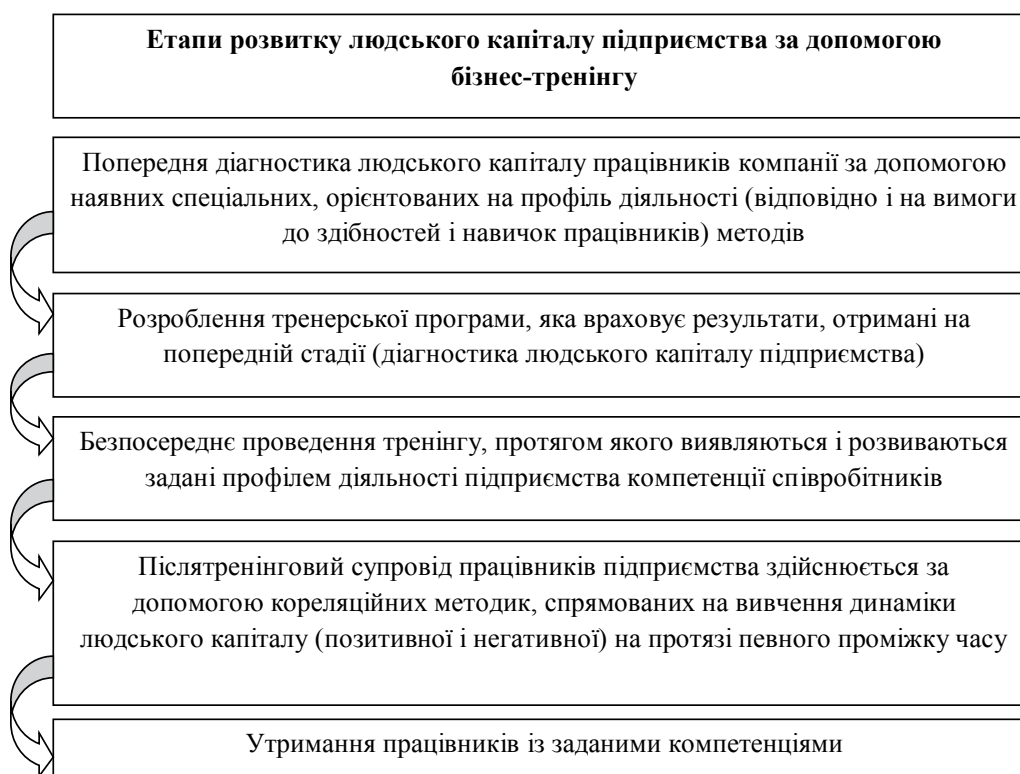 Етапи розвитку людського капіталу підприємства за допомогою
бізнес-тренінгу
Попередня діагностика людського капіталу працівників компанії за допомогою
наявних спеціальних, орієнтованих на профіль діяльності (відповідно і на вимоги
до здібностей і навичок працівників) методів
Розроблення тренерської програми, яка враховує результати, отримані на
попередній стадії (діагностика людського капіталу підприємства)
Безпосереднє проведення тренінгу, протягом якого виявляються і розвиваються
задані профілем діяльності підприємства компетенції співробітників
Післятренінговий супровід працівників підприємства здійснюється за
допомогою кореляційних методик, спрямованих на вивчення динаміки
людського капіталу (позитивної і негативної) на протязі певного проміжку часу
Утримання працівників із заданими компетенціями